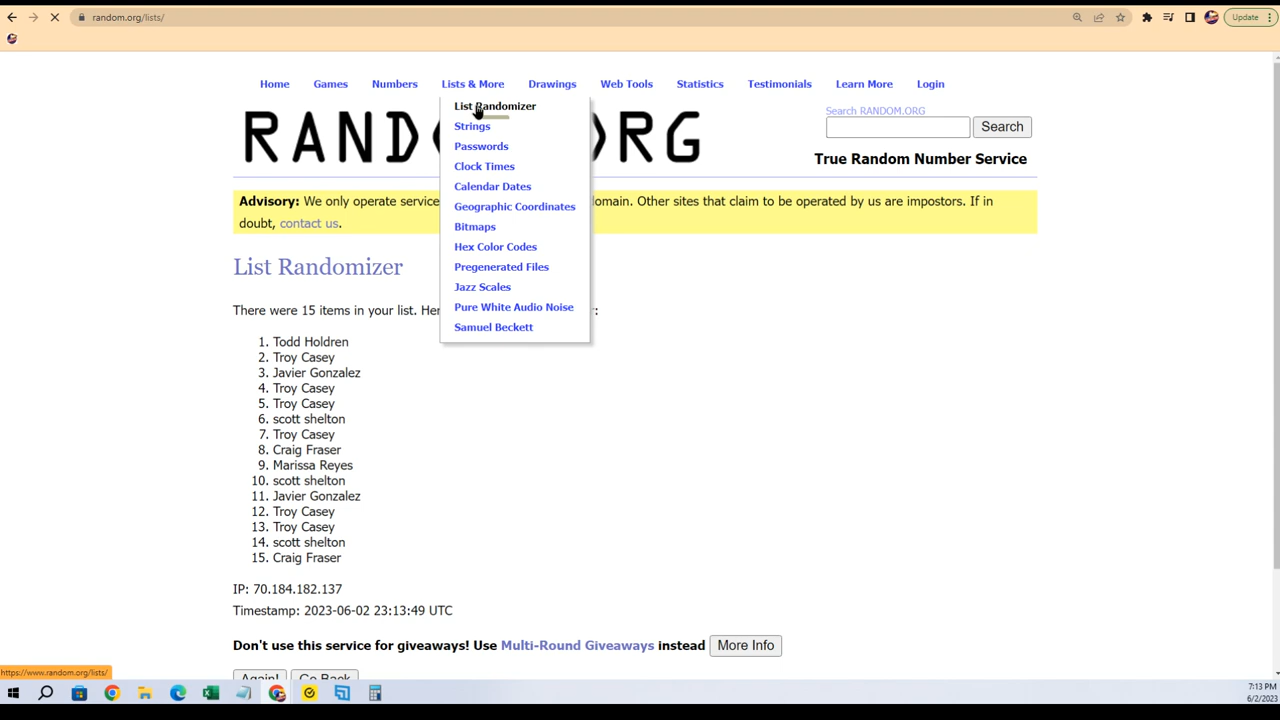 random.org/lists/
Update
Home Games Numbers Lists & More Drawings Web Tools Statistics Testimonials Learn More Login
List Randomizer
Strings
Passwords
Clock Times
Calendar Dates
Geographic Coordinates
Bitmaps
Hex Color Codes
Pregenerated Files
Jazz Scales
Pure White Audio Noise
Samuel Beckett
Search RANDOM.ORG
Search
True Random Number Service
Advisory: We only operate service omain. Other sites that claim to be operated by us are impostors. If in
doubt, contact us.
List Randomizer
There were 15 items in your list. Her :
1. Todd Holdren
2. Troy Casey
3. Javier Gonzalez
4. Troy Casey
5. Troy Casey
6. scott shelton
7. Troy Casey
8. Craig Fraser
9. Marissa Reyes
10. scott shelton
11. Javier Gonzalez
12. Troy Casey
13. Troy Casey
14. scott shelton
15. Craig Fraser
IP: 70.184.182.137
Timestamp: 2023-06-02 23:13:49 UTC
Don't use this service for giveaways! Use Multi-Round Giveaways instead More Info
Again! Go Back
https://www.random.org/lists/
7:13 PM
6/2/2023